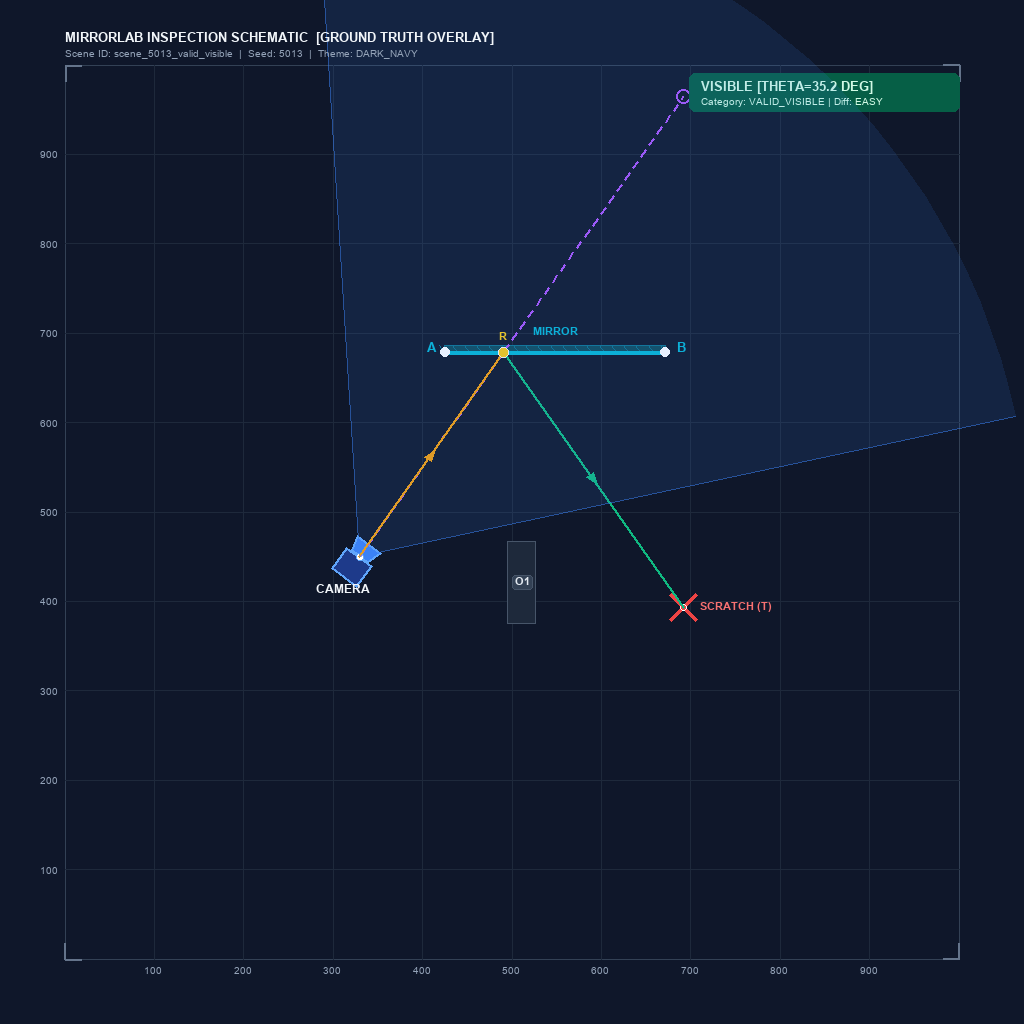 MIRRORLAB INSPECTION SCHEMATIC [GROUND TRUTH OVERLAY]
Scene ID: scene_5013_valid_visible | Seed: 5013 | Theme: DARK_NAVY
VISIBLE [THETA=35.2 DEG]
Category: VALID_VISIBLE | Diff: EASY
900
800
700
R
MIRROR
A
B
600
500
O1
CAMERA
400
SCRATCH (T)
300
200
100
100 200 300 400 500 600 700 800 900